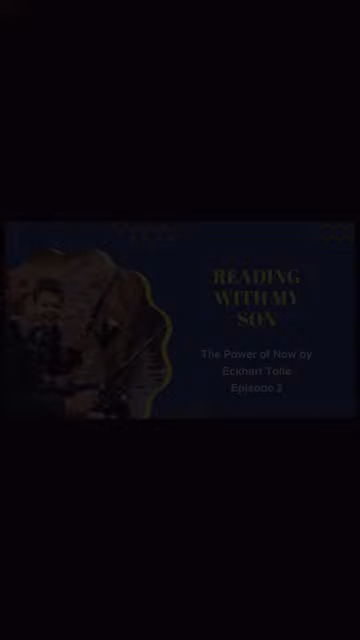 READING
WITH MY
SON
The Power of Now by
Eckhart Tolle
Episode 2